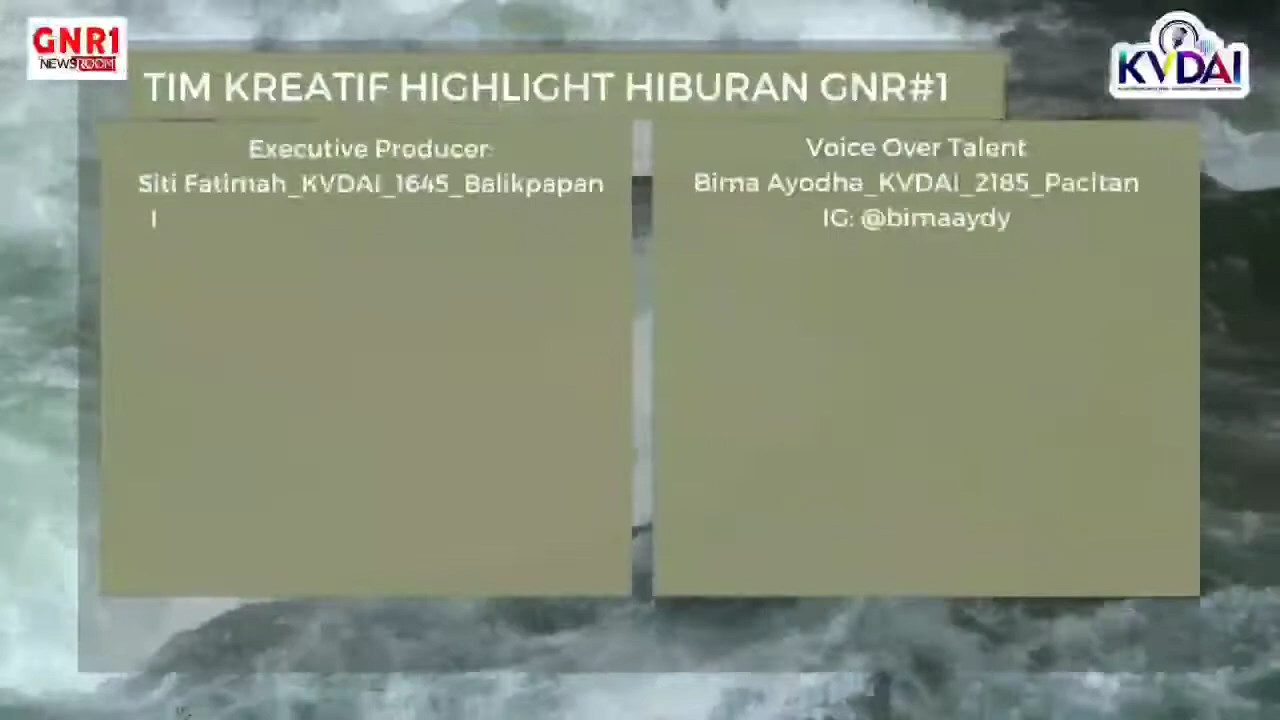 GNR1
NEWSROOM
KVDAI
TIM KREATIF HIGHLIGHT HIBURAN GNR#1
Executive Producer:
Siti Fatimah_KVDAI_1645_Balikpapan
I
Voice Over Talent
Bima Ayodha_KVDAI_2185_Pacitan
IG: @bimaaydy